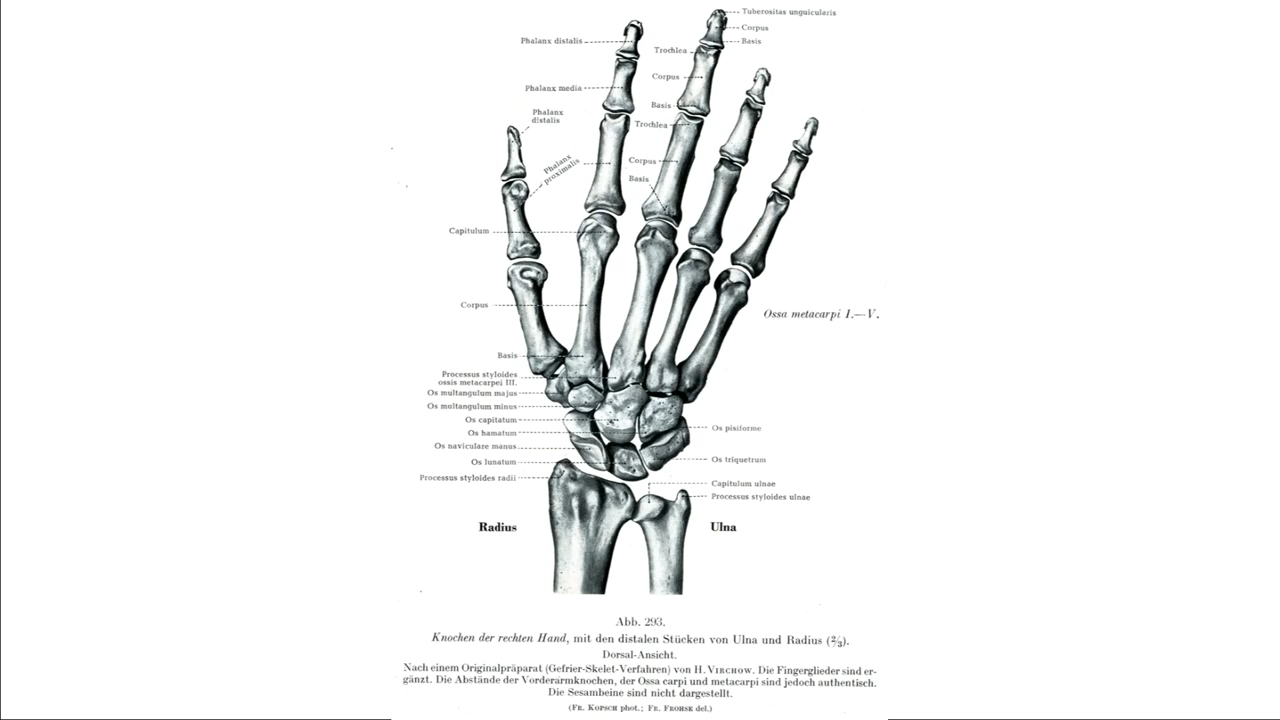 Tuberositas unguicularis
Corpus
Basis
Phalanx distalis
Trochlea
Corpus
Phalanx media
Basis
Phalanx
distalis
Trochlea
Phalanx
proximalis
Corpus
Basis
Capitulum
Corpus
Ossa metacarpi I.—V.
Basis
Processus styloides
ossis metacarpei III.
Os multangulum majus
Os multangulum minus
Os capitatum
Os hamatum
Os pisiforme
Os naviculare manus
Os lunatum
Os triquetrum
Processus styloides radii
Capitulum ulnae
Processus styloides ulnae
Radius
Ulna
Abb. 293.
Knochen der rechten Hand, mit den distalen Stücken von Ulna und Radius (2/3).
Dorsal-Ansicht.
Nach einem Originalpräparat (Gefrier-Skelet-Verfahren) von H. VIRCHOW. Die Fingerglieder sind er-
gänzt. Die Abstände der Vorderarmknochen, der Ossa carpi und metacarpi sind jedoch authentisch.
Die Sesambeine sind nicht dargestellt.
(FR. KOPSCH phot.; FR. FROHSE del.)